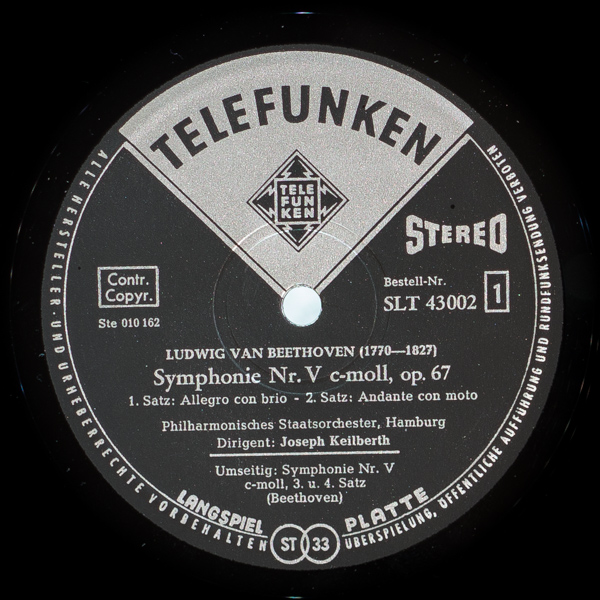 TELEFUNKEN
TELE
FUN
KEN
STEREO
Contr.
Copyr.
Ste 010 162
Bestell-Nr.
SLT 43002
1
LUDWIG VAN BEETHOVEN (1770—1827)
Symphonie Nr. V c-moll, op. 67
1. Satz: Allegro con brio - 2. Satz: Andante con moto
Philharmonisches Staatsorchester, Hamburg
Dirigent: Joseph Keilberth
Umseitig: Symphonie Nr. V
c-moll, 3. u. 4. Satz
(Beethoven)
LANGSPIEL PLATTE
ST 33
ALLE HERSTELLER- UND URHEBERRECHTE VORBEHALTEN
ÜBERSPIELUNG, ÖFFENTLICHE AUFFÜHRUNG UND RUNDFUNKSENDUNG VERBOTEN